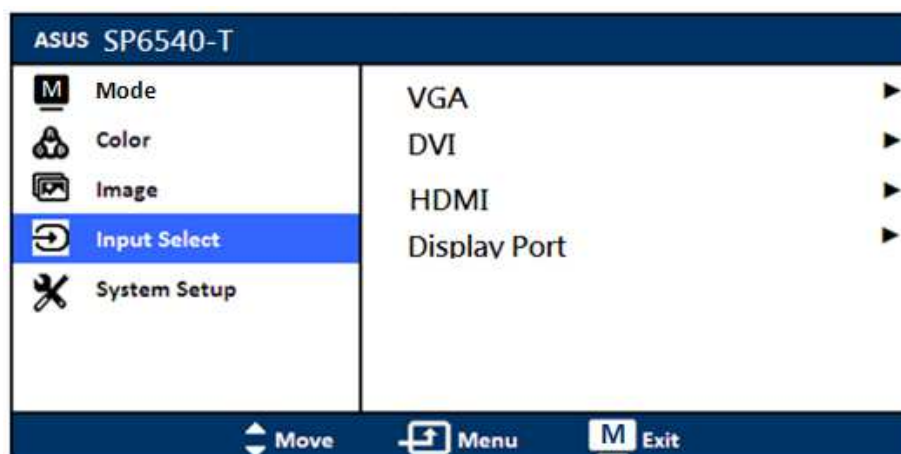 ASUS SP6540-T
M Mode
Color
Image
Input Select
System Setup
VGA
DVI
HDMI
Display Port
Move Menu M Exit